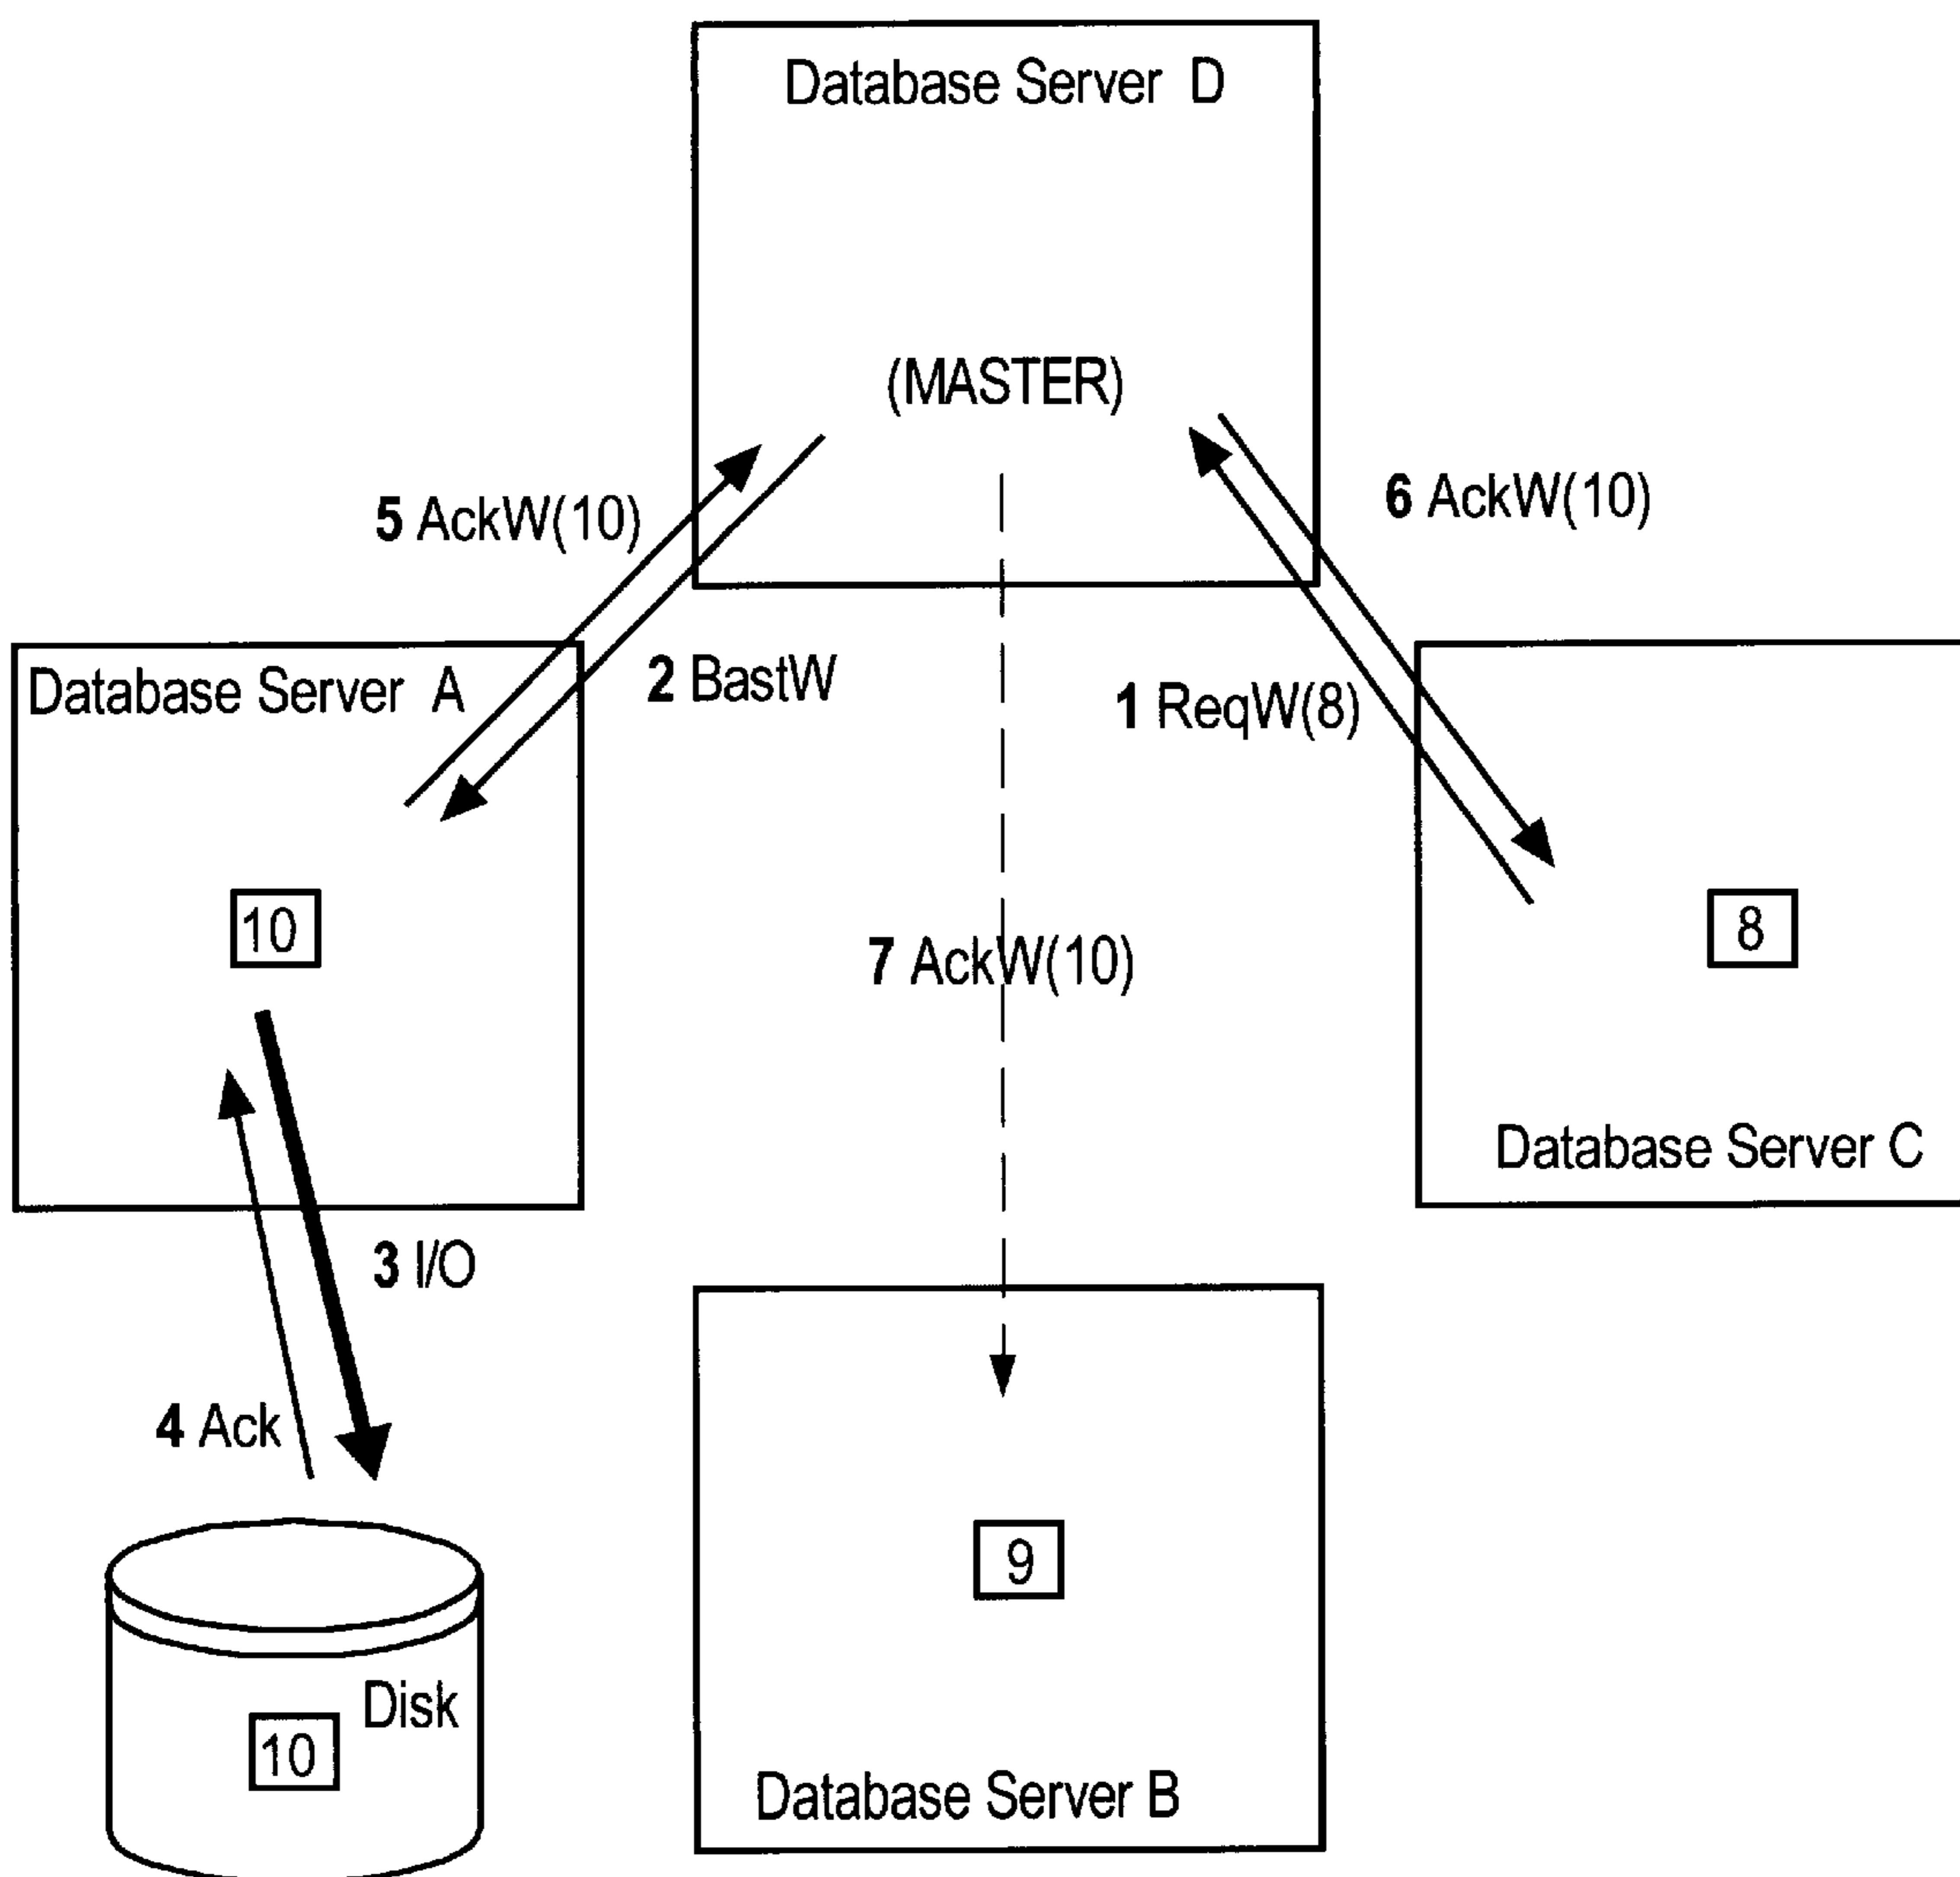 Database Server D
(MASTER)
5 AckW(10)
6 AckW(10)
2 BastW
1 ReqW(8)
Database Server A
10
8
7 AckW(10)
Database Server C
3 I/O
4 Ack
9
Disk
10
Database Server B